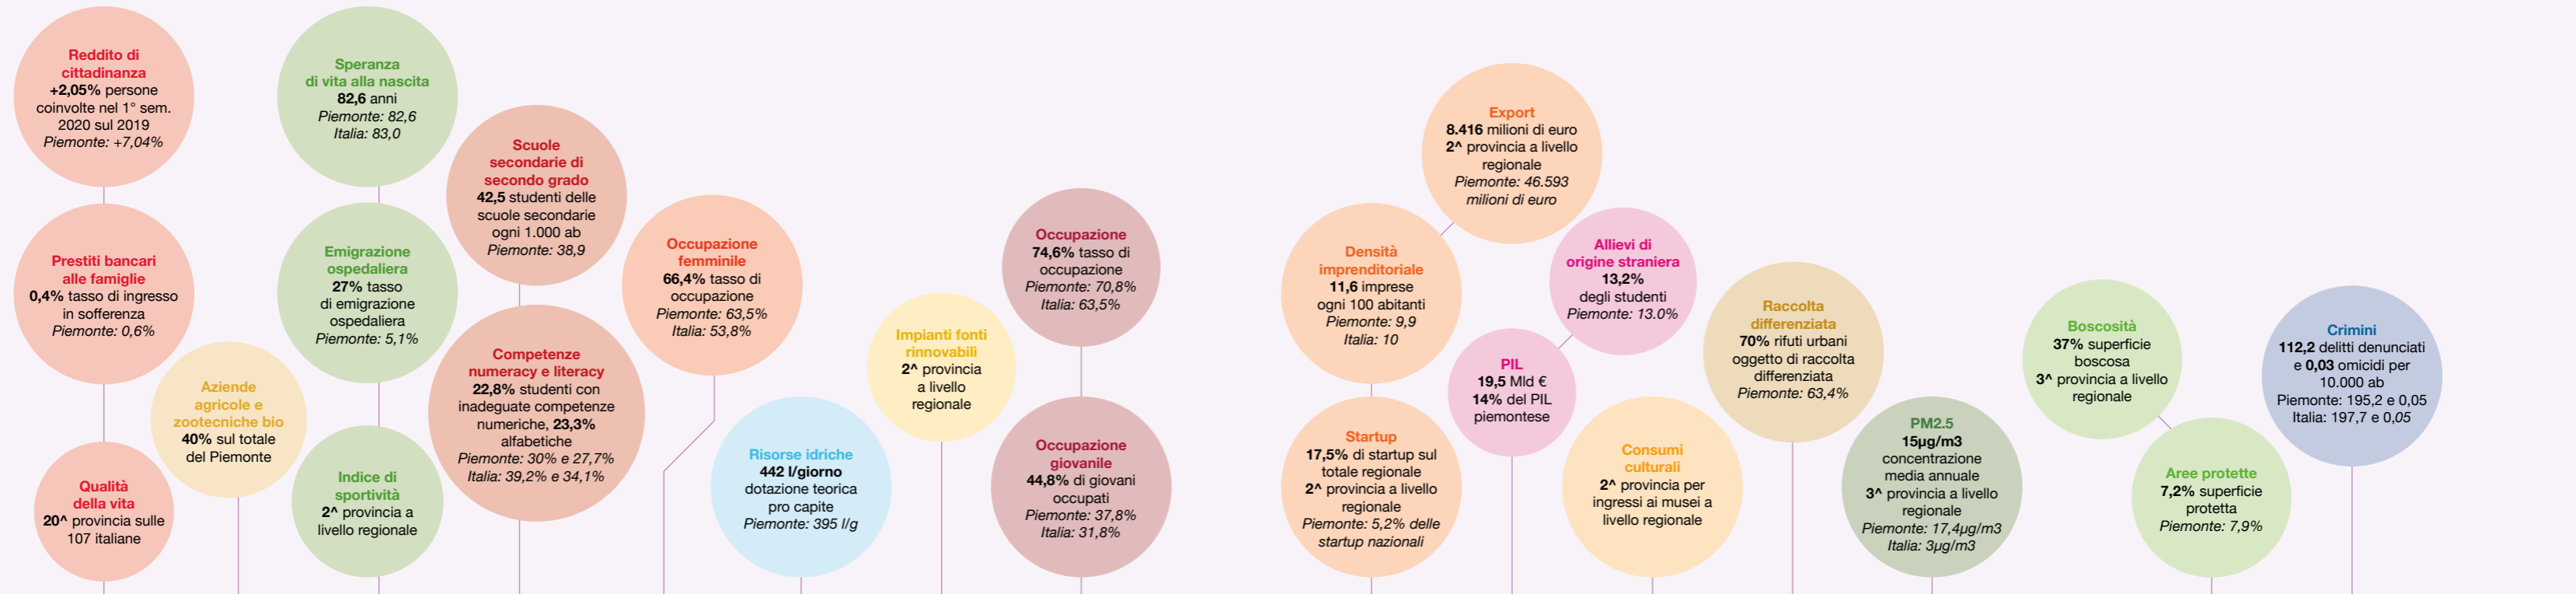 Reddito di
cittadinanza
+2,05% persone
coinvolte nel 1° sem.
2020 sul 2019
Piemonte: +7,04%
Prestiti bancari
alle famiglie
0,4% tasso di ingresso
in sofferenza
Piemonte: 0,6%
Qualità
della vita
20^ provincia sulle
107 italiane
Aziende
agricole e
zootecniche bio
40% sul totale
del Piemonte
Speranza
di vita alla nascita
82,6 anni
Piemonte: 82,6
Italia: 83,0
Emigrazione
ospedaliera
27% tasso
di emigrazione
ospedaliera
Piemonte: 5,1%
Indice di
sportività
2^ provincia a
livello regionale
Scuole
secondarie di
secondo grado
42,5 studenti delle
scuole secondarie
ogni 1.000 ab
Piemonte: 38,9
Competenze
numeracy e literacy
22,8% studenti con
inadeguate competenze
numeriche, 23,3%
alfabetiche
Piemonte: 30% e 27,7%
Italia: 39,2% e 34,1%
Occupazione
femminile
66,4% tasso di
occupazione
Piemonte: 63,5%
Italia: 53,8%
Risorse idriche
442 l/giorno
dotazione teorica
pro capite
Piemonte: 395 l/g
Impianti fonti
rinnovabili
2^ provincia
a livello
regionale
Occupazione
74,6% tasso di
occupazione
Piemonte: 70,8%
Italia: 63,5%
Occupazione
giovanile
44,8% di giovani
occupati
Piemonte: 37,8%
Italia: 31,8%
Export
8.416 milioni di euro
2^ provincia a livello
regionale
Piemonte: 46.593
milioni di euro
Densità
imprenditoriale
11,6 imprese
ogni 100 abitanti
Piemonte: 9,9
Italia: 10
Startup
17,5% di startup sul
totale regionale
2^ provincia a livello
regionale
Piemonte: 5,2% delle
startup nazionali
Allievi di
origine straniera
13,2%
degli studenti
Piemonte: 13.0%
PIL
19,5 Mld €
14% del PIL
piemontese
Consumi
culturali
2^ provincia per
ingressi ai musei a
livello regionale
Raccolta
differenziata
70% rifiuti urbani
oggetto di raccolta
differenziata
Piemonte: 63,4%
PM2.5
15µg/m3
concentrazione
media annuale
3^ provincia a livello
regionale
Piemonte: 17,4µg/m3
Italia: 3µg/m3
Boscosità
37% superficie
boscosa
3^ provincia a livello
regionale
Aree protette
7,2% superficie
protetta
Piemonte: 7,9%
Crimini
112,2 delitti denunciati
e 0,03 omicidi per
10.000 ab
Piemonte: 195,2 e 0,05
Italia: 197,7 e 0,05